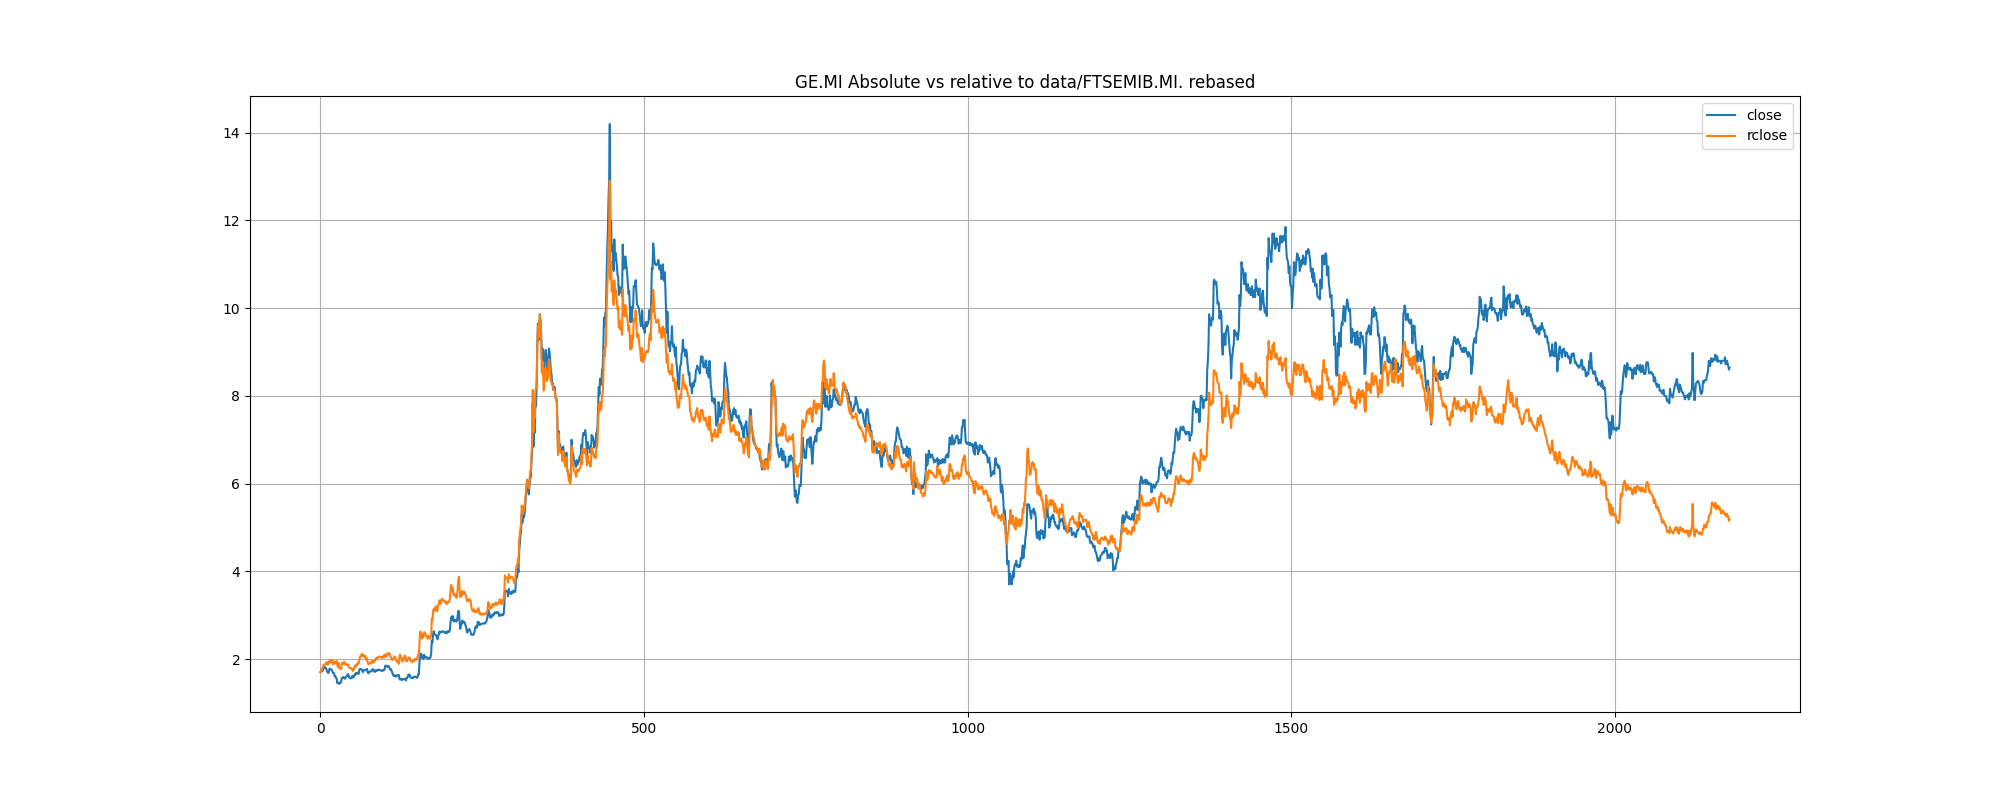 GE.MI Absolute vs relative to data/FTSEMIB.MI. rebased
close
rclose
14
12
10
8
6
4
2
0 500 1000 1500 2000